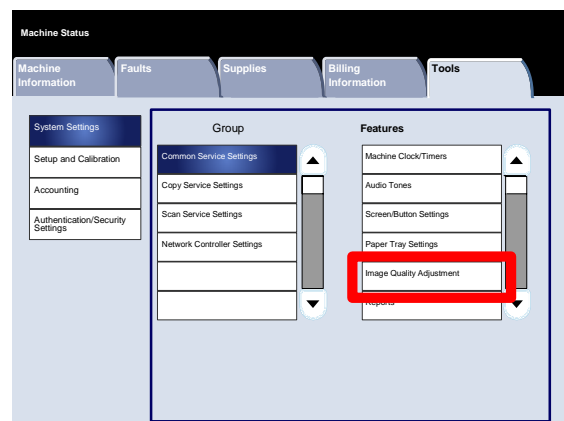 Machine Status
Machine Information
Faults
Supplies
Billing Information
Tools
System Settings
Setup and Calibration
Accounting
Authentication/Security
Settings
Group
Common Service Settings
Copy Service Settings
Scan Service Settings
Network Controller Settings
Features
Machine Clock/Timers
Audio Tones
Screen/Button Settings
Paper Tray Settings
Image Quality Adjustment
Reports